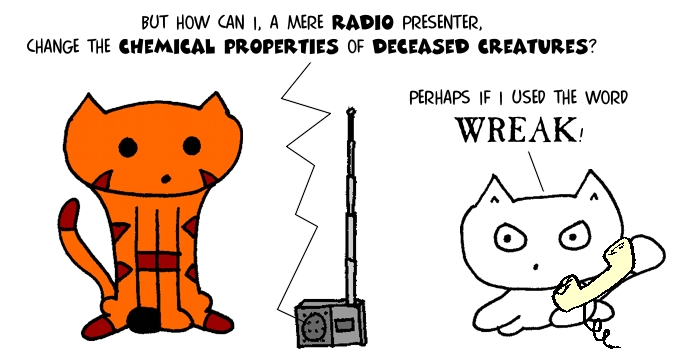 BUT HOW CAN I, A MERE RADIO PRESENTER,
CHANGE THE CHEMICAL PROPERTIES OF DECEASED CREATURES?
PERHAPS IF I USED THE WORD
WREAK!